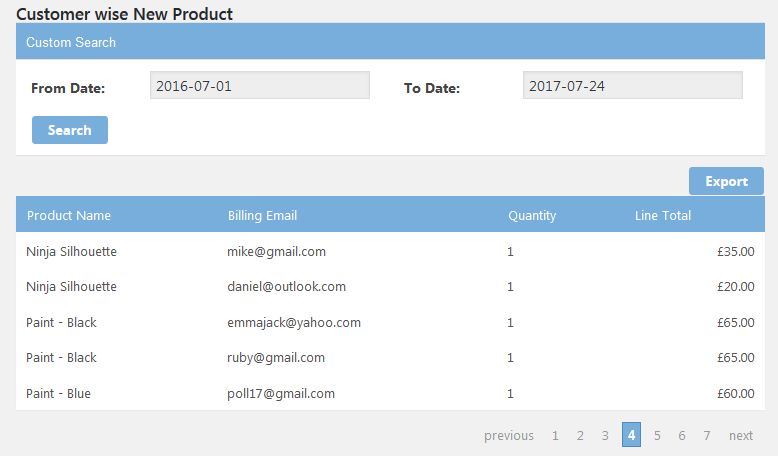 Customer wise New Product
Custom Search
From Date: 2016-07-01 To Date: 2017-07-24
Search
Export
Product Name Billing Email Quantity Line Total
Ninja Silhouette mike@gmail.com 1 £35.00
Ninja Silhouette daniel@outlook.com 1 £20.00
Paint - Black emmajack@yahoo.com 1 £65.00
Paint - Black ruby@gmail.com 1 £65.00
Paint - Blue poll17@gmail.com 1 £60.00
previous 1 2 3 4 5 6 7 next